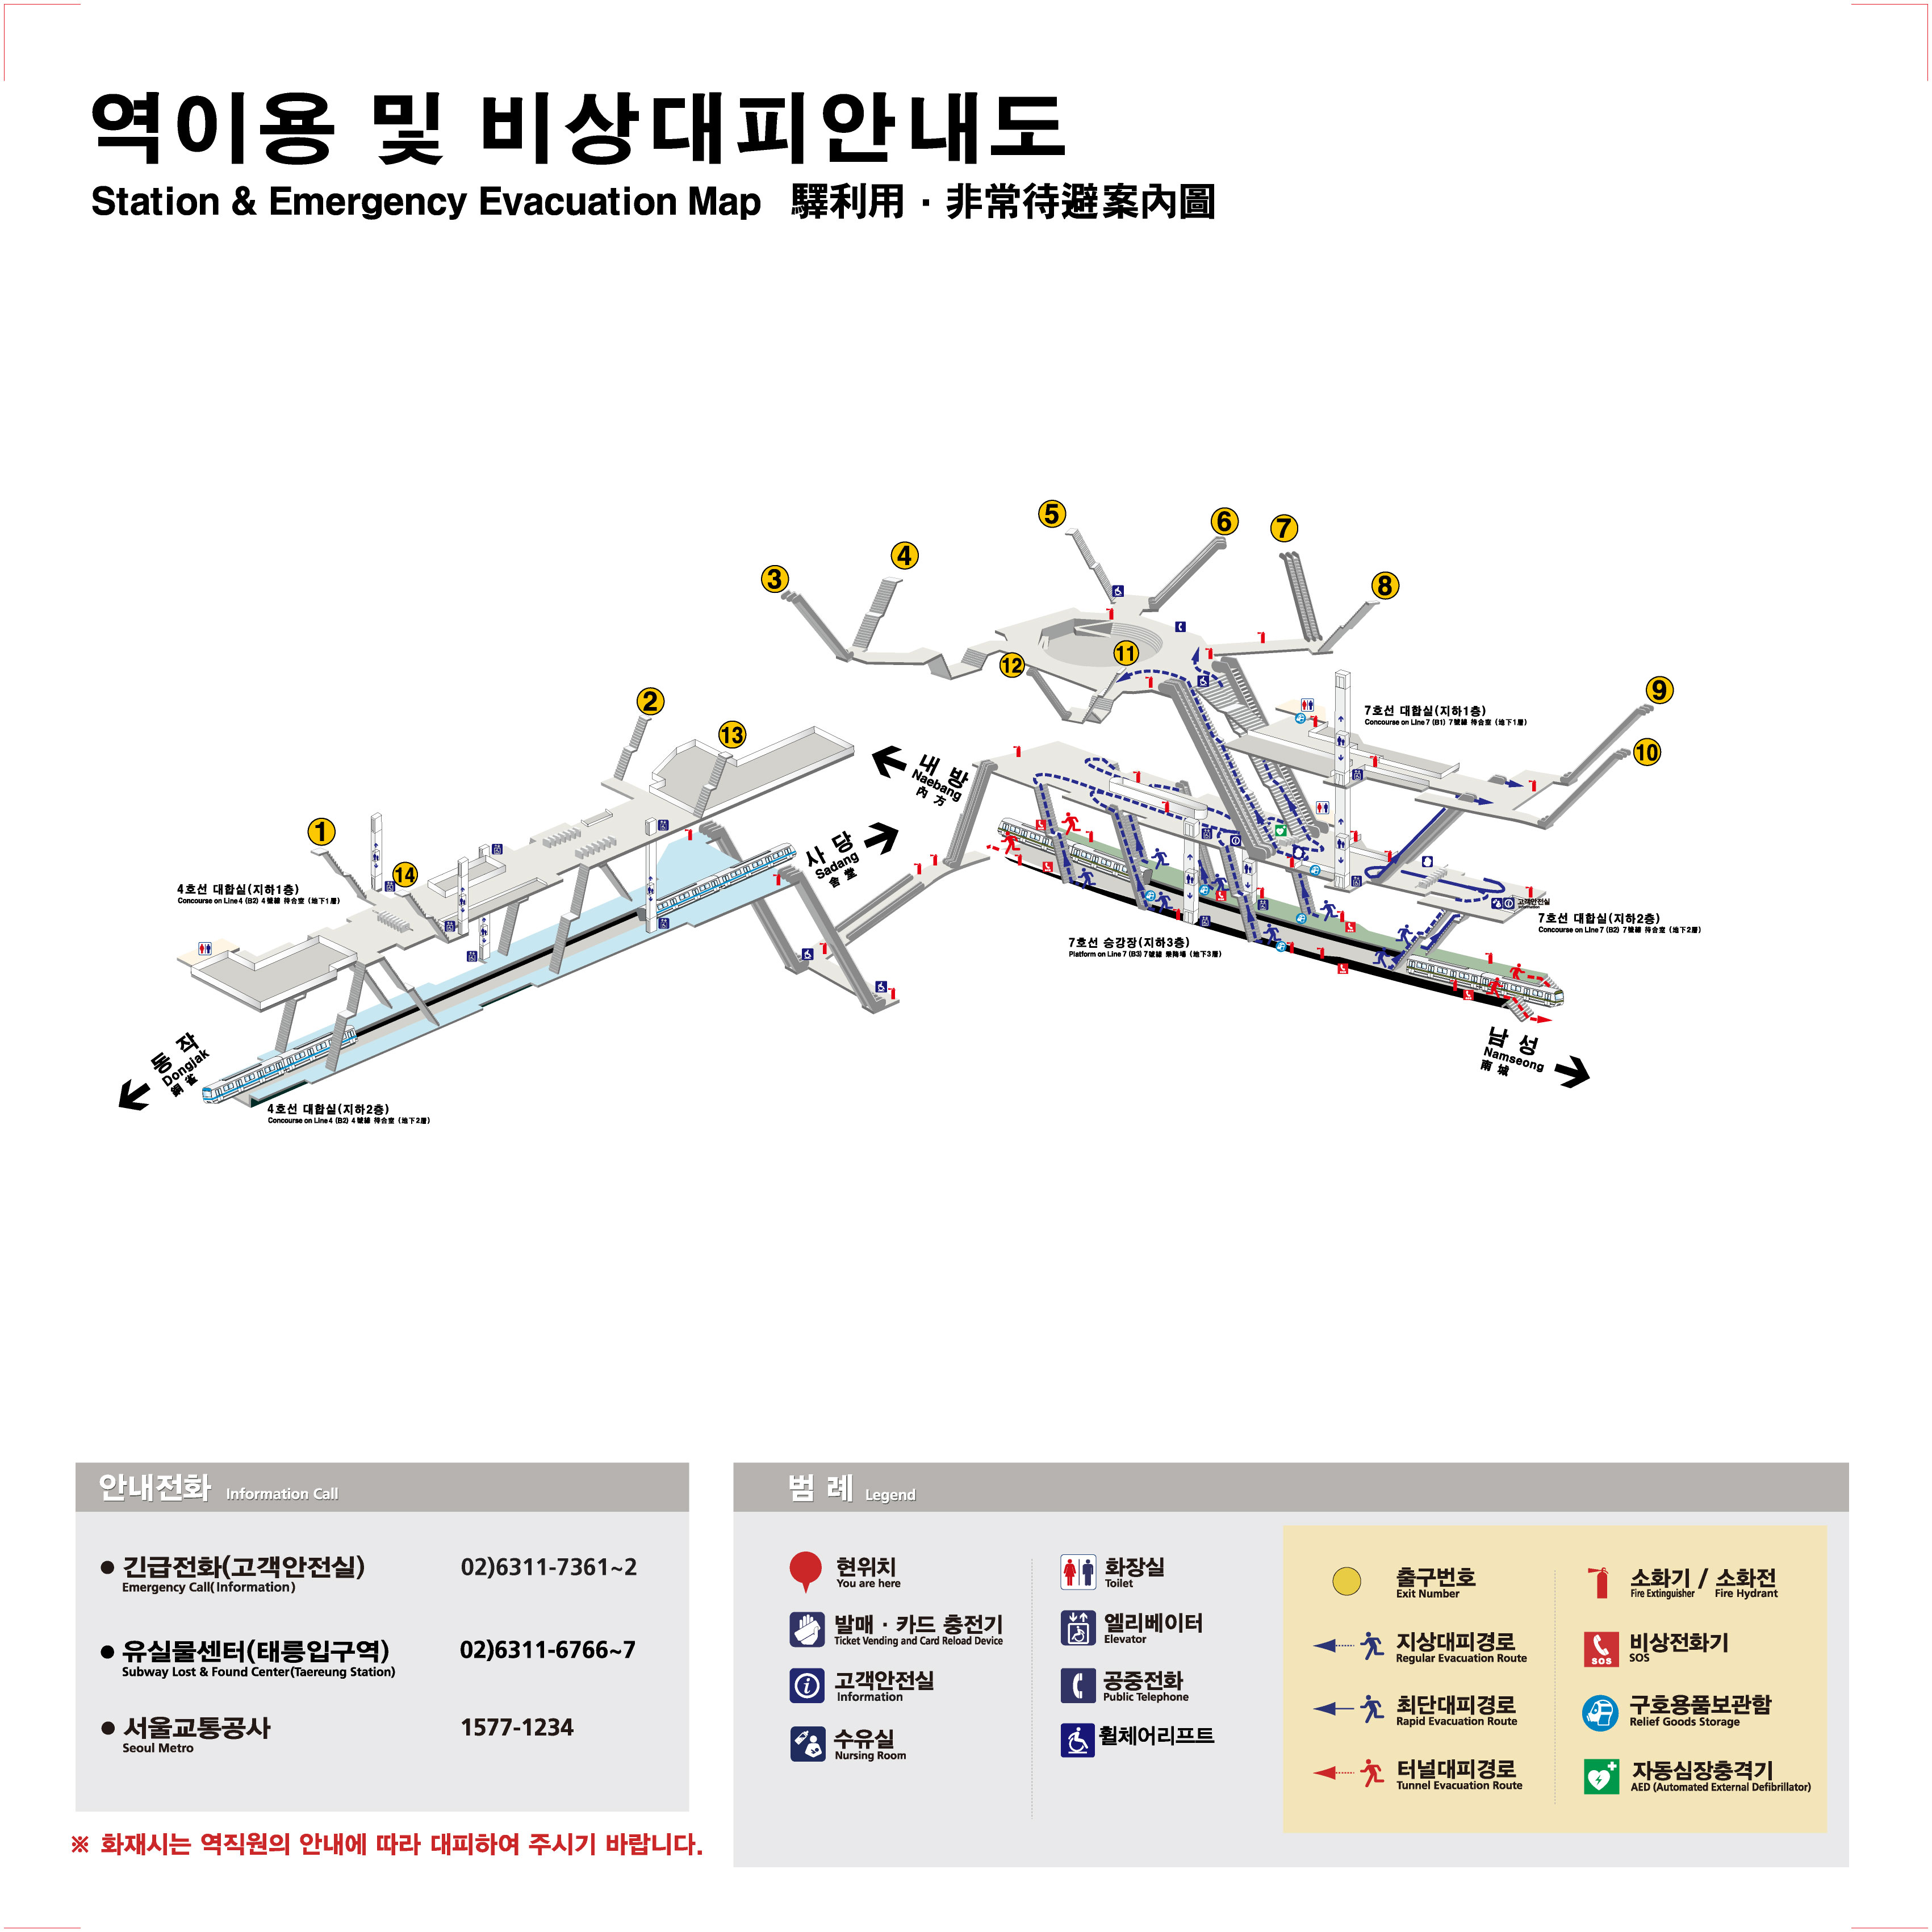 역이용 및 비상대피안내도
Station & Emergency Evacuation Map 驛利用 · 非常待避案內圖
5
6
7
4
3
8
11
12
9
2
7호선 대합실(지하1층)
Concourse on Line 7 (B1) 7號線 待合室 (地下1層)
13
10
내 방
Naebang
內 方
1
사 당
Sadang
舍 堂
14
4호선 대합실(지하1층)
Concourse on Line 4 (B2) 4號線 待合室 (地下1層)
고객안전실
Information
7호선 대합실(지하2층)
Concourse on Line 7 (B2) 7號線 待合室 (地下2層)
7호선 승강장(지하3층)
Platform on Line 7 (B3) 7號線 乘降場 (地下3層)
동 작
Dongjak
銅 雀
남 성
Namseong
南 城
4호선 대합실(지하2층)
Concourse on Line 4 (B2) 4號線 待合室 (地下2層)
안내전화 Information Call
긴급전화(고객안전실) 02)6311-7361~2
Emergency Call(Information)
유실물센터(태릉입구역) 02)6311-6766~7
Subway Lost & Found Center(Taereung Station)
서울교통공사 1577-1234
Seoul Metro
※ 화재시는 역직원의 안내에 따라 대피하여 주시기 바랍니다.
범 례 Legend
현위치
You are here
발매 · 카드 충전기
Ticket Vending and Card Reload Device
고객안전실
Information
수유실
Nursing Room
화장실
Toilet
엘리베이터
Elevator
공중전화
Public Telephone
휠체어리프트
출구번호
Exit Number
지상대피경로
Regular Evacuation Route
최단대피경로
Rapid Evacuation Route
터널대피경로
Tunnel Evacuation Route
소화기 / 소화전
Fire Extinguisher Fire Hydrant
SOS
비상전화기
SOS
구호용품보관함
Relief Goods Storage
자동심장충격기
AED (Automated External Defibrillator)